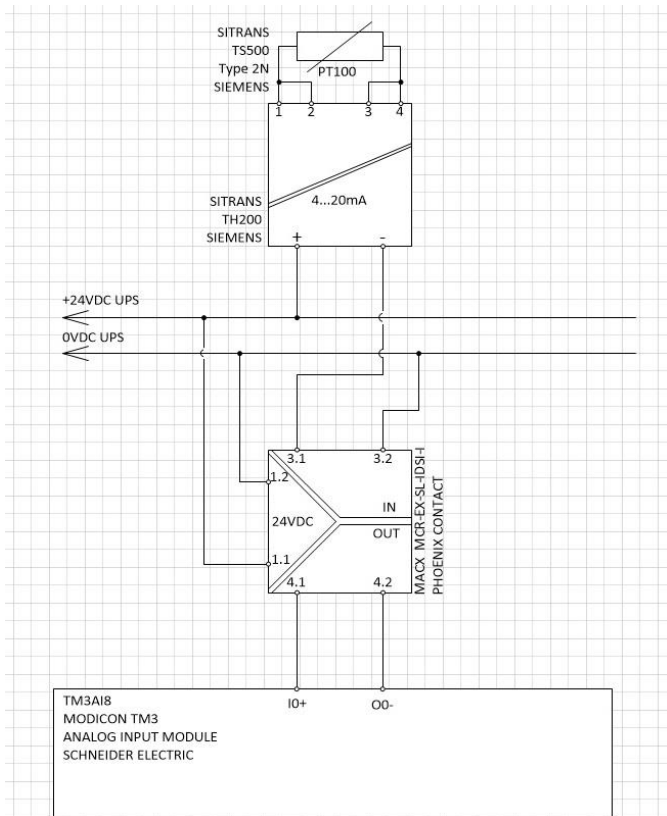 SITRANS
TS500
Type 2N
SIEMENS
PT100
1 2 3 4
SITRANS
TH200
SIEMENS
4...20mA
+ -
+24VDC UPS
0VDC UPS
3.1 3.2
1.2
IN
24VDC
OUT
1.1
4.1 4.2
MACX MCR-EX-SL-IDSI-I
PHOENIX CONTACT
I0+ O0-
TM3AI8
MODICON TM3
ANALOG INPUT MODULE
SCHNEIDER ELECTRIC